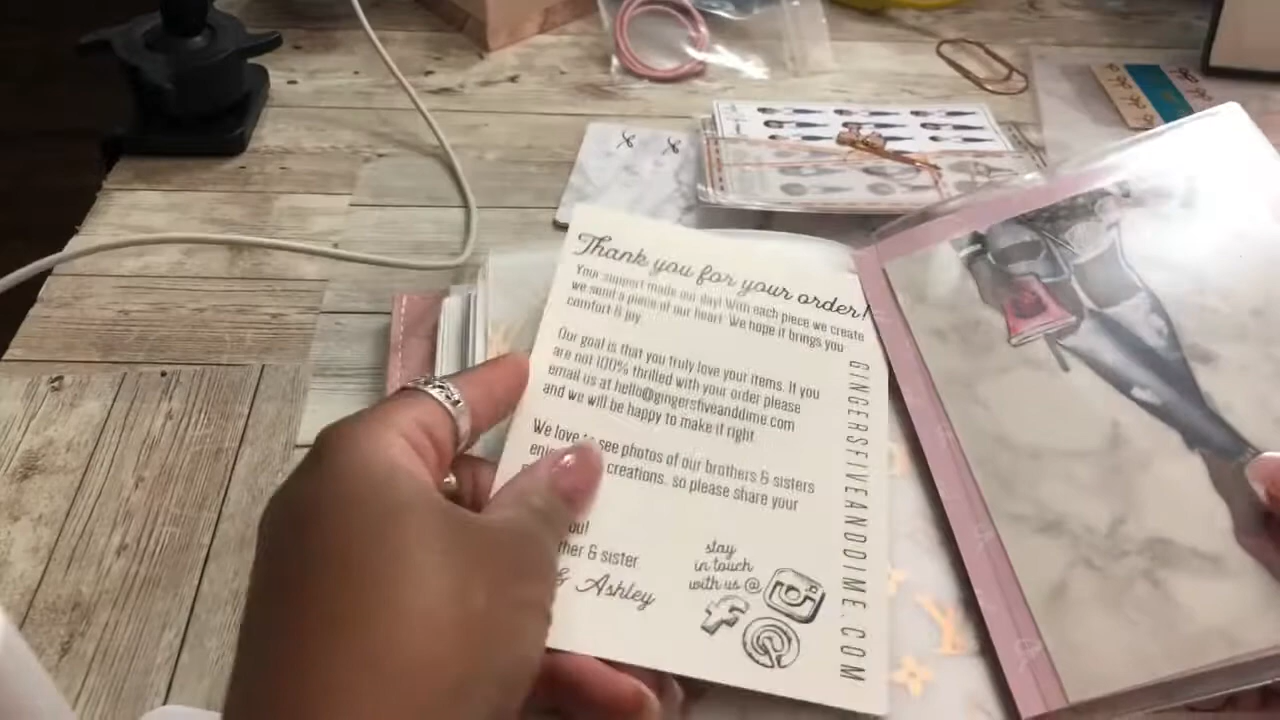 Thank you for your order!
Your support made our day! With each piece we create
we send a piece of our heart. We hope it brings you
comfort & joy.
Our goal is that you truly love your items. If you
are not 100% thrilled with your order please
email us at hello@gingersfiveanddime.com
and we will be happy to make it right.
We love to see photos of our brothers & sisters
creations, so please share your
ou!
ther & sister
& Ashley
stay
in touch
with us @
GINGERSFIVEANDDIME.COM